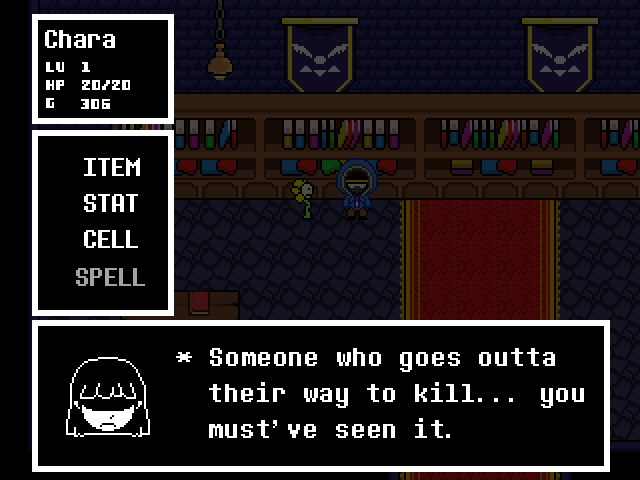 Chara
LV 1
HP 20/20
G 306
ITEM
STAT
CELL
SPELL
* Someone who goes outta
their way to kill... you
must've seen it.